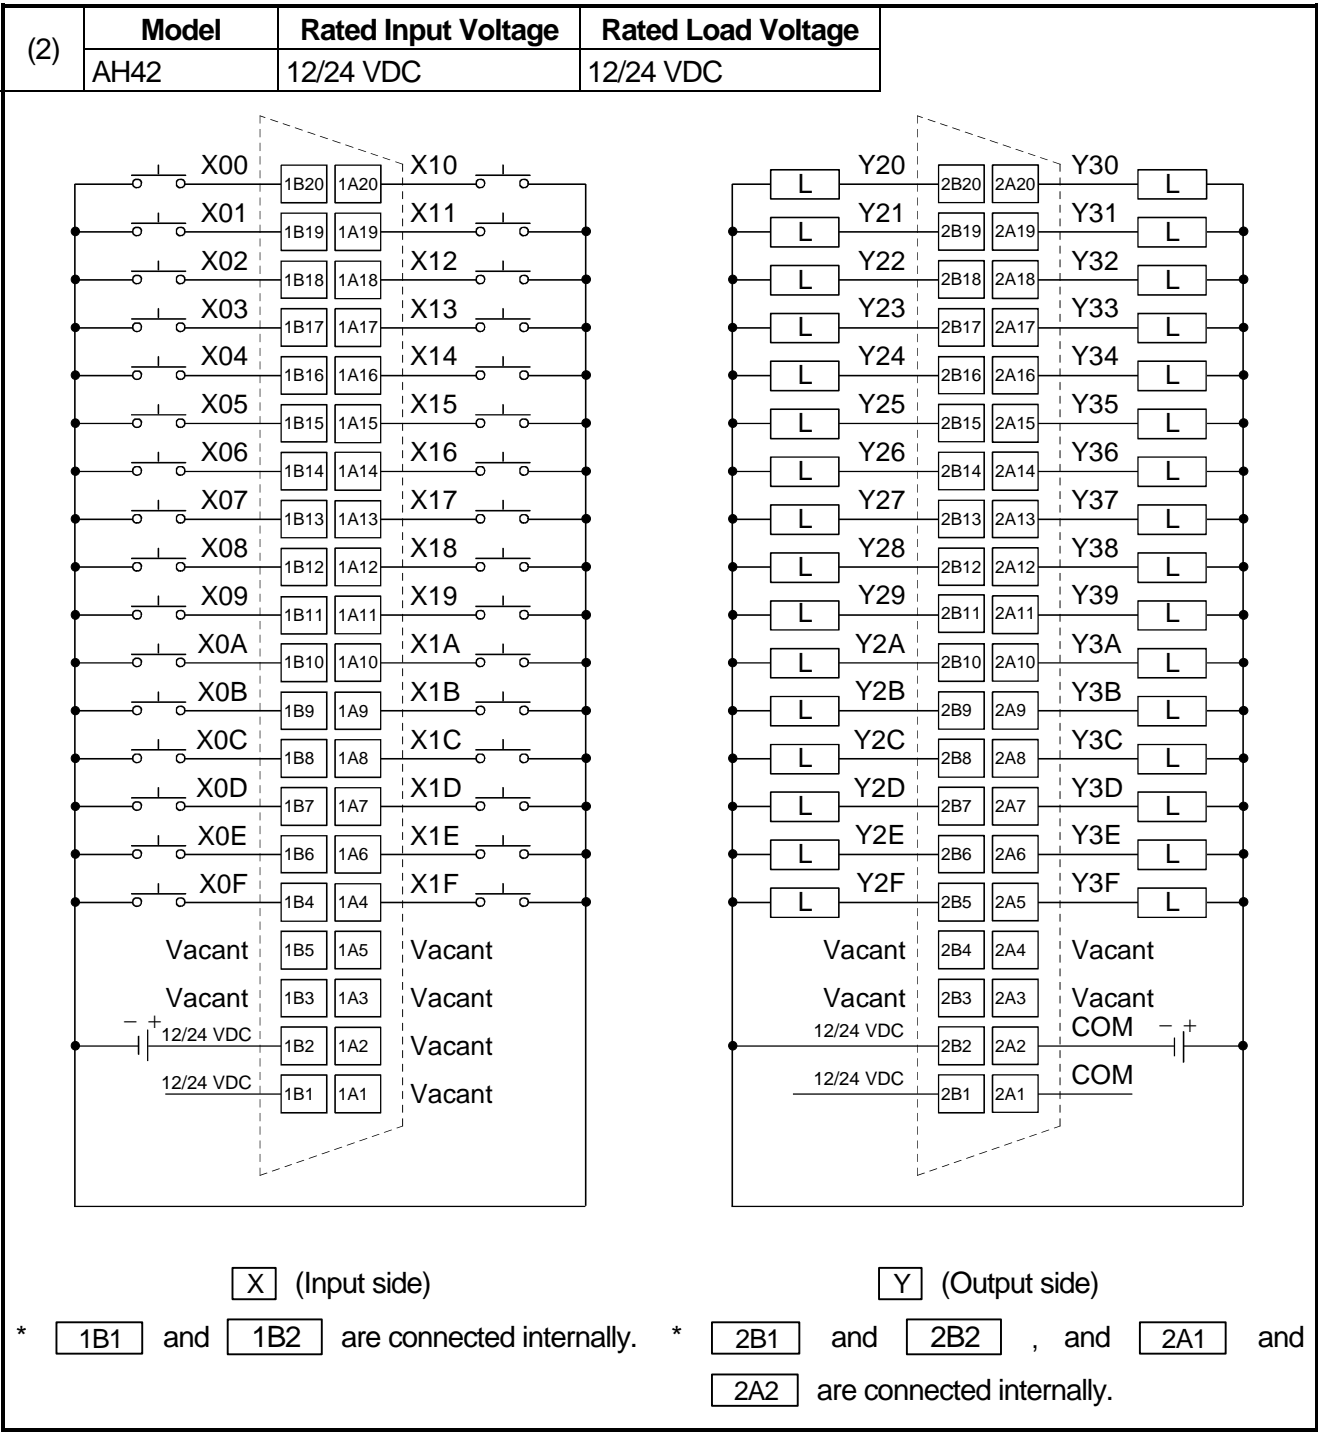 (2) Model Rated Input Voltage Rated Load Voltage
AH42 12/24 VDC 12/24 VDC
X00 1B20 1A20 X10 L Y20 2B20 2A20 Y30 L
X01 1B19 1A19 X11 L Y21 2B19 2A19 Y31 L
X02 1B18 1A18 X12 L Y22 2B18 2A18 Y32 L
X03 1B17 1A17 X13 L Y23 2B17 2A17 Y33 L
X04 1B16 1A16 X14 L Y24 2B16 2A16 Y34 L
X05 1B15 1A15 X15 L Y25 2B15 2A15 Y35 L
X06 1B14 1A14 X16 L Y26 2B14 2A14 Y36 L
X07 1B13 1A13 X17 L Y27 2B13 2A13 Y37 L
X08 1B12 1A12 X18 L Y28 2B12 2A12 Y38 L
X09 1B11 1A11 X19 L Y29 2B11 2A11 Y39 L
X0A 1B10 1A10 X1A L Y2A 2B10 2A10 Y3A L
X0B 1B9 1A9 X1B L Y2B 2B9 2A9 Y3B L
X0C 1B8 1A8 X1C L Y2C 2B8 2A8 Y3C L
X0D 1B7 1A7 X1D L Y2D 2B7 2A7 Y3D L
X0E 1B6 1A6 X1E L Y2E 2B6 2A6 Y3E L
X0F 1B4 1A4 X1F L Y2F 2B5 2A5 Y3F L
Vacant 1B5 1A5 Vacant Vacant 2B4 2A4 Vacant
Vacant 1B3 1A3 Vacant Vacant 2B3 2A3 Vacant
− + 12/24 VDC 1B2 1A2 Vacant 12/24 VDC 2B2 2A2 COM − +
12/24 VDC 1B1 1A1 Vacant 12/24 VDC 2B1 2A1 COM
X (Input side) Y (Output side)
* 1B1 and 1B2 are connected internally. * 2B1 and 2B2 , and 2A1 and
2A2 are connected internally.